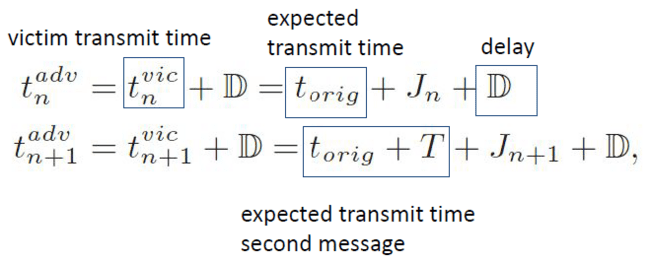 victim transmit time
expected
transmit time
delay
t_n^{adv} = t_n^{vic} + 𝔻 = t_{orig} + J_n + 𝔻
t_{n+1}^{adv} = t_{n+1}^{vic} + 𝔻 = t_{orig} + T + J_{n+1} + 𝔻,
expected transmit time
second message